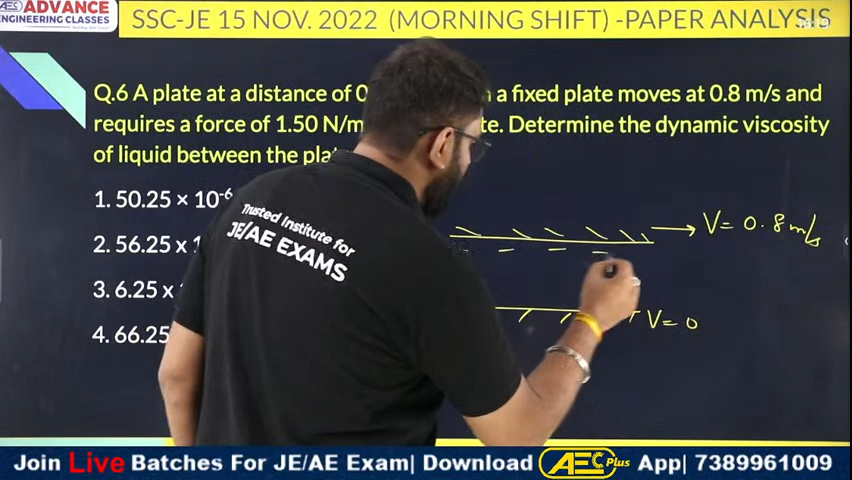 ADVANCE
ENGINEERING CLASSES
SSC-JE 15 NOV. 2022 (MORNING SHIFT) -PAPER ANALYSIS
Q.6 A plate at a distance of 0 a fixed plate moves at 0.8 m/s and
requires a force of 1.50 N/m te. Determine the dynamic viscosity
of liquid between the pla
1. 50.25 × 10⁻⁶
2. 56.25 x 1
3. 6.25 x
4. 66.25
V = 0.8 m/s
V = 0
Trusted Institute for
JE/AE EXAMS
Join Live Batches For JE/AE Exam| Download AEC Plus App| 7389961009